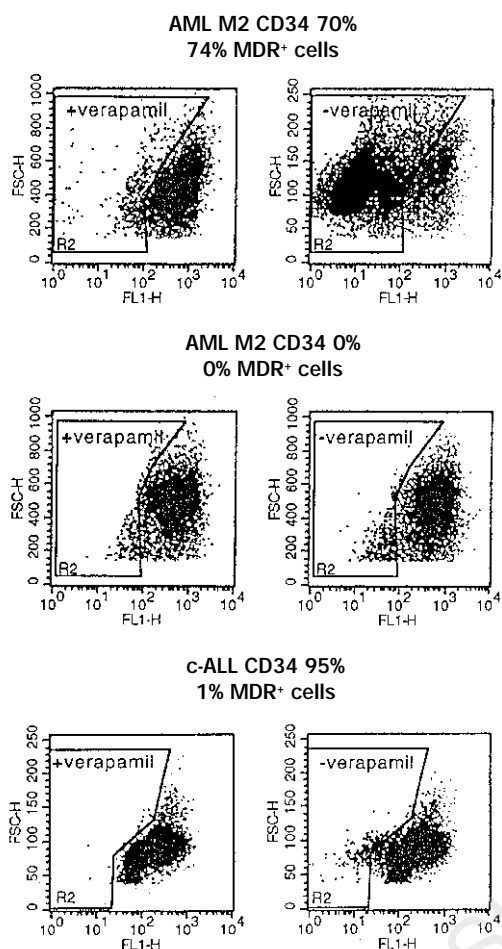 AML M2 CD34 70%
74% MDR⁺ cells
+verapamil
FSC-H
0 200 400 600 800 1000
R2
10⁰ 10¹ 10² 10³ 10⁴
FL1-H
-verapamil
FSC-H
0 50 100 150 200 250
R2
10⁰ 10¹ 10² 10³ 10⁴
FL1-H
AML M2 CD34 0%
0% MDR⁺ cells
+verapamil
FSC-H
0 200 400 600 800 1000
R2
10⁰ 10¹ 10² 10³ 10⁴
FL1-H
-verapamil
FSC-H
0 200 400 600 800 1000
R2
10⁰ 10¹ 10² 10³ 10⁴
FL1-H
c-ALL CD34 95%
1% MDR⁺ cells
+verapamil
FSC-H
0 50 100 150 200 250
R2
10⁰ 10¹ 10² 10³ 10⁴
FL1-H
-verapamil
FSC-H
0 50 100 150 200 250
R2
10⁰ 10¹ 10² 10³ 10⁴
FL1-H